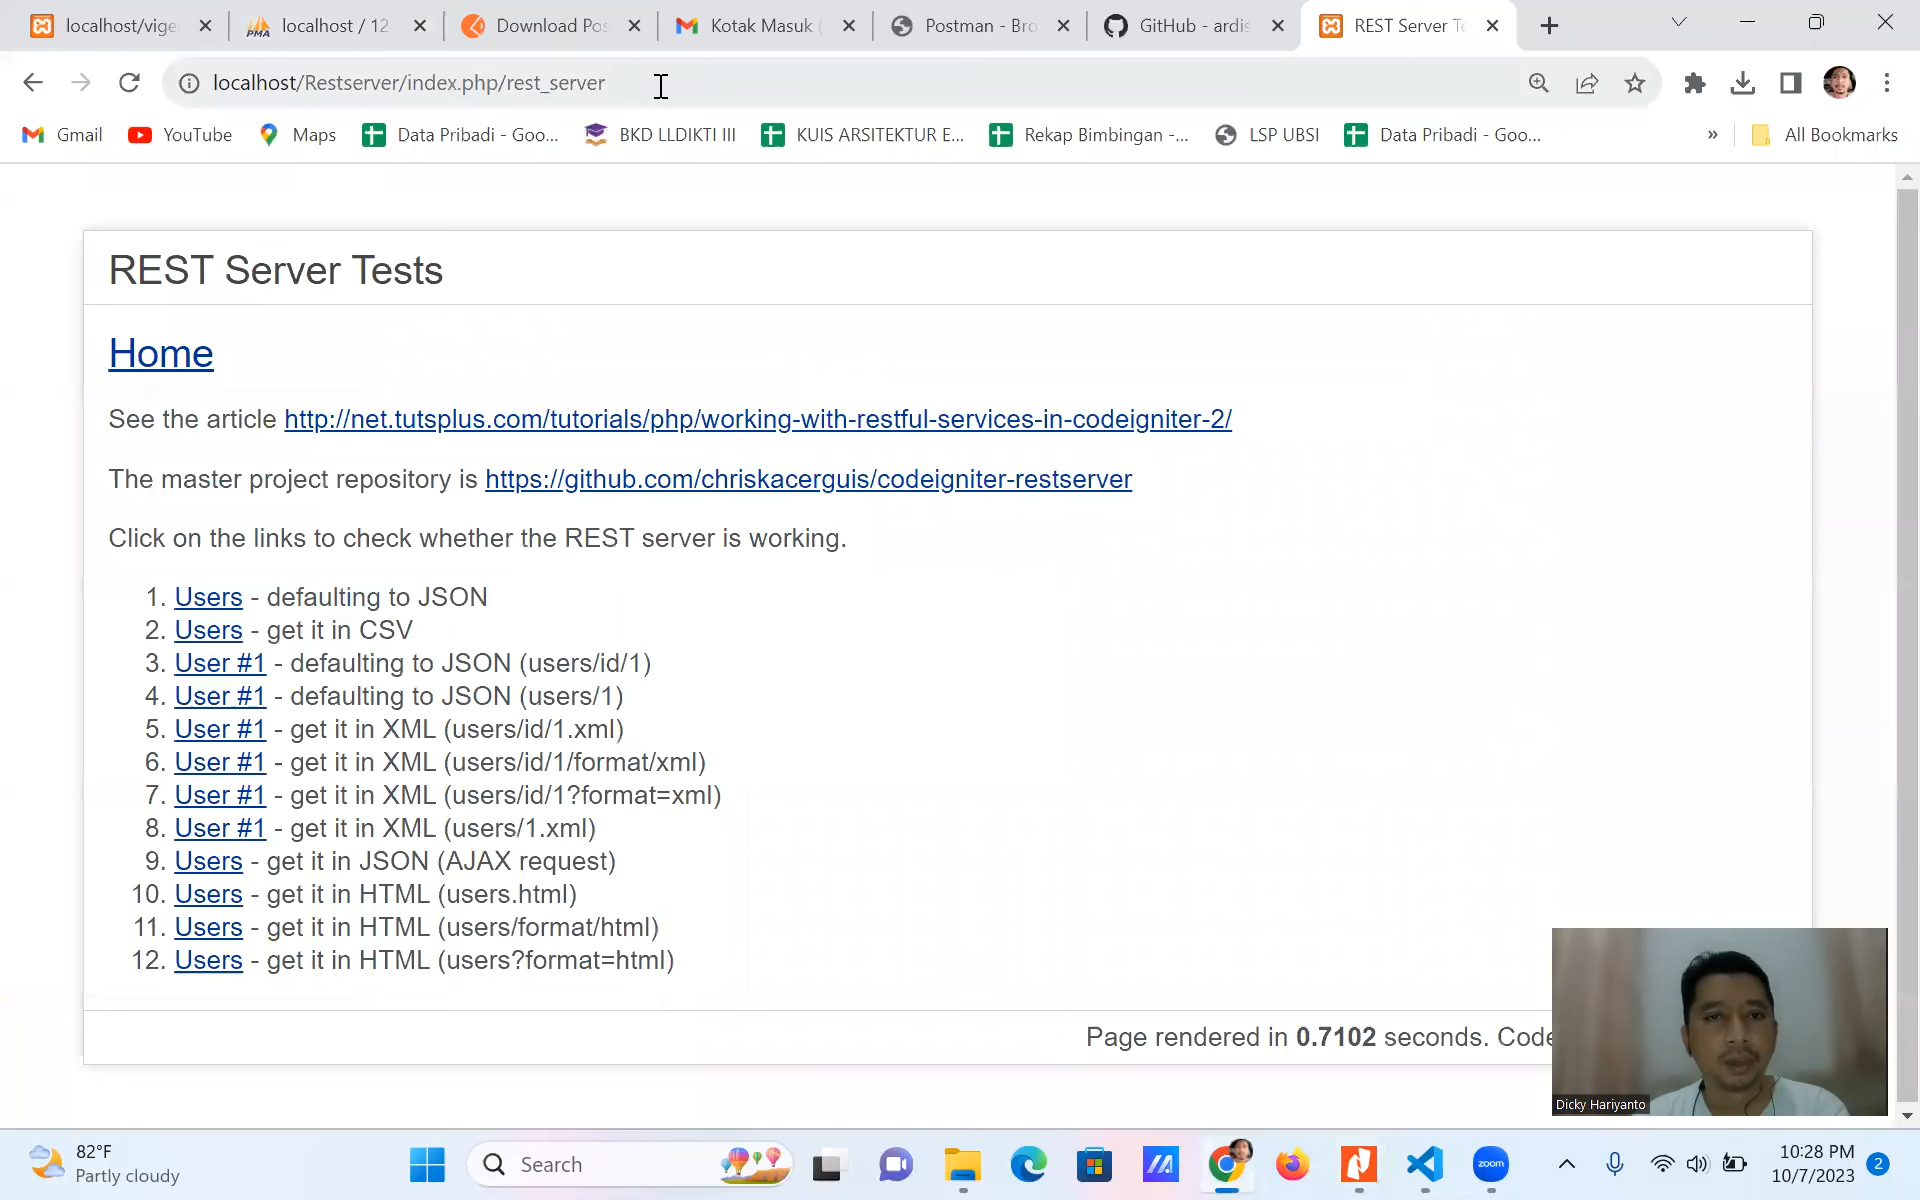 localhost/vige
localhost / 12
Download Pos
Kotak Masuk (
Postman - Bro
GitHub - ardis
REST Server Te
localhost/Restserver/index.php/rest_server
Gmail
YouTube
Maps
Data Pribadi - Goo...
BKD LLDIKTI III
KUIS ARSITEKTUR E...
Rekap Bimbingan -...
LSP UBSI
Data Pribadi - Goo...
»
All Bookmarks
REST Server Tests
Home
See the article http://net.tutsplus.com/tutorials/php/working-with-restful-services-in-codeigniter-2/
The master project repository is https://github.com/chriskacerguis/codeigniter-restserver
Click on the links to check whether the REST server is working.
1. Users - defaulting to JSON
2. Users - get it in CSV
3. User #1 - defaulting to JSON (users/id/1)
4. User #1 - defaulting to JSON (users/1)
5. User #1 - get it in XML (users/id/1.xml)
6. User #1 - get it in XML (users/id/1/format/xml)
7. User #1 - get it in XML (users/id/1?format=xml)
8. User #1 - get it in XML (users/1.xml)
9. Users - get it in JSON (AJAX request)
10. Users - get it in HTML (users.html)
11. Users - get it in HTML (users/format/html)
12. Users - get it in HTML (users?format=html)
Page rendered in 0.7102 seconds. Code
Dicky Hariyanto
82°F
Partly cloudy
Search
zoom
10:28 PM
10/7/2023
2